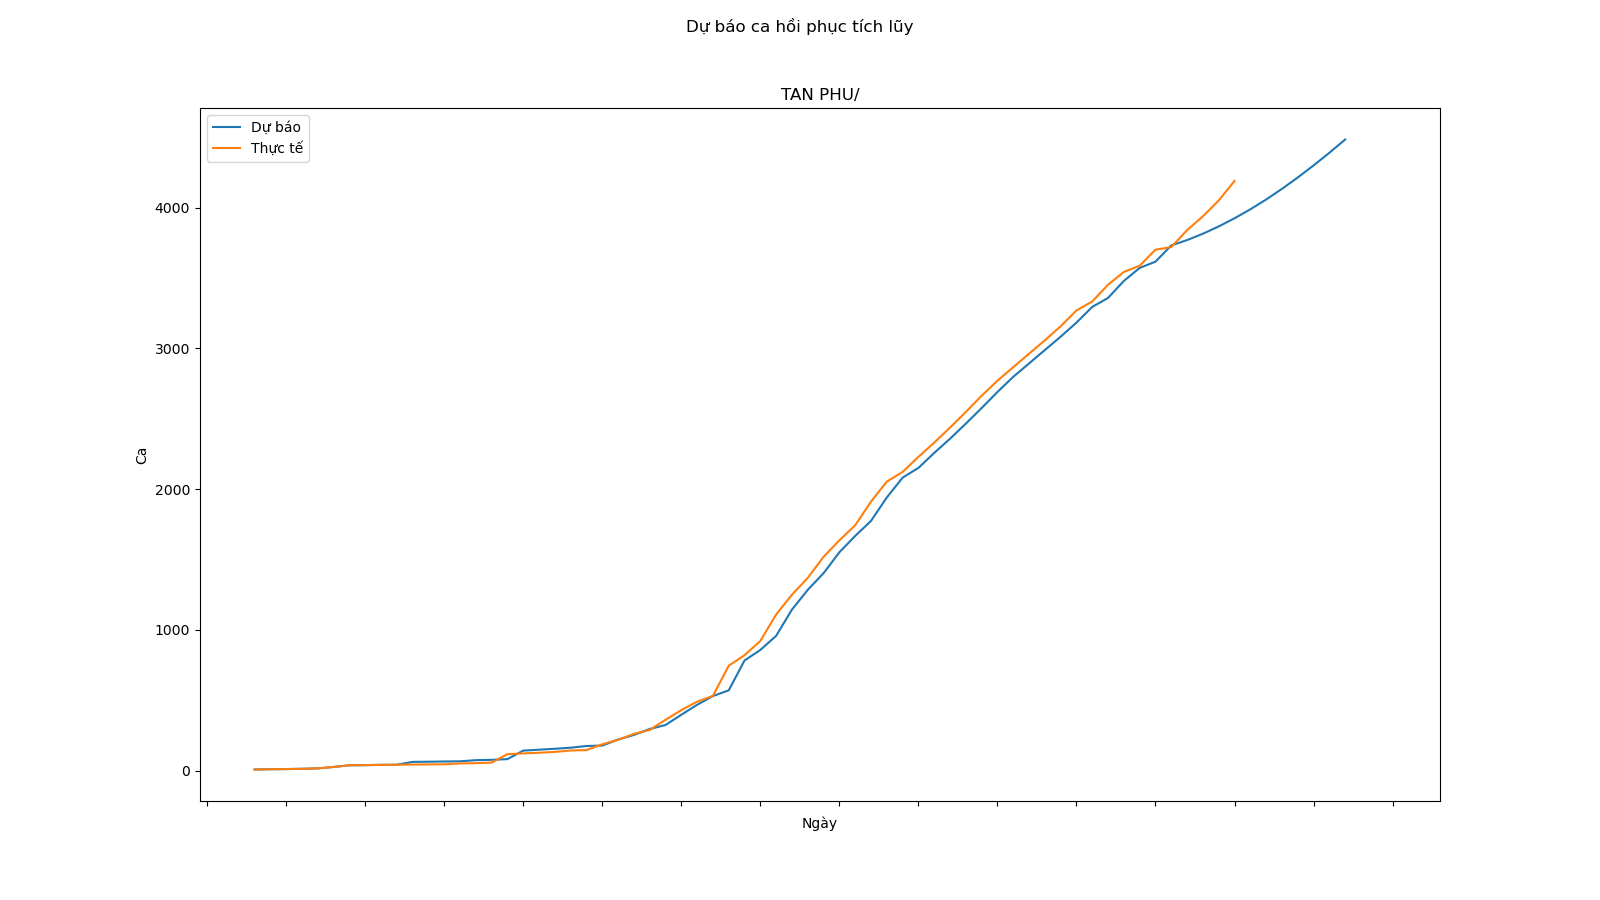 Dự báo ca hồi phục tích lũy
TAN PHU/
Dự báo
Thực tế
4000
3000
2000
1000
0
Ca
Ngày